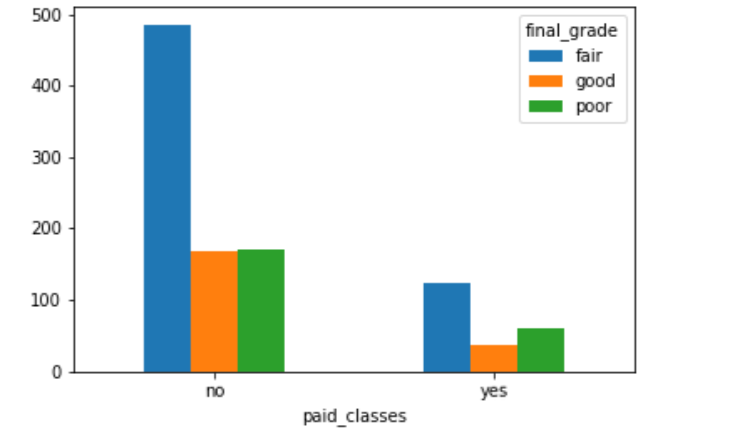 500
400
300
200
100
0
final_grade
fair
good
poor
no yes
paid_classes